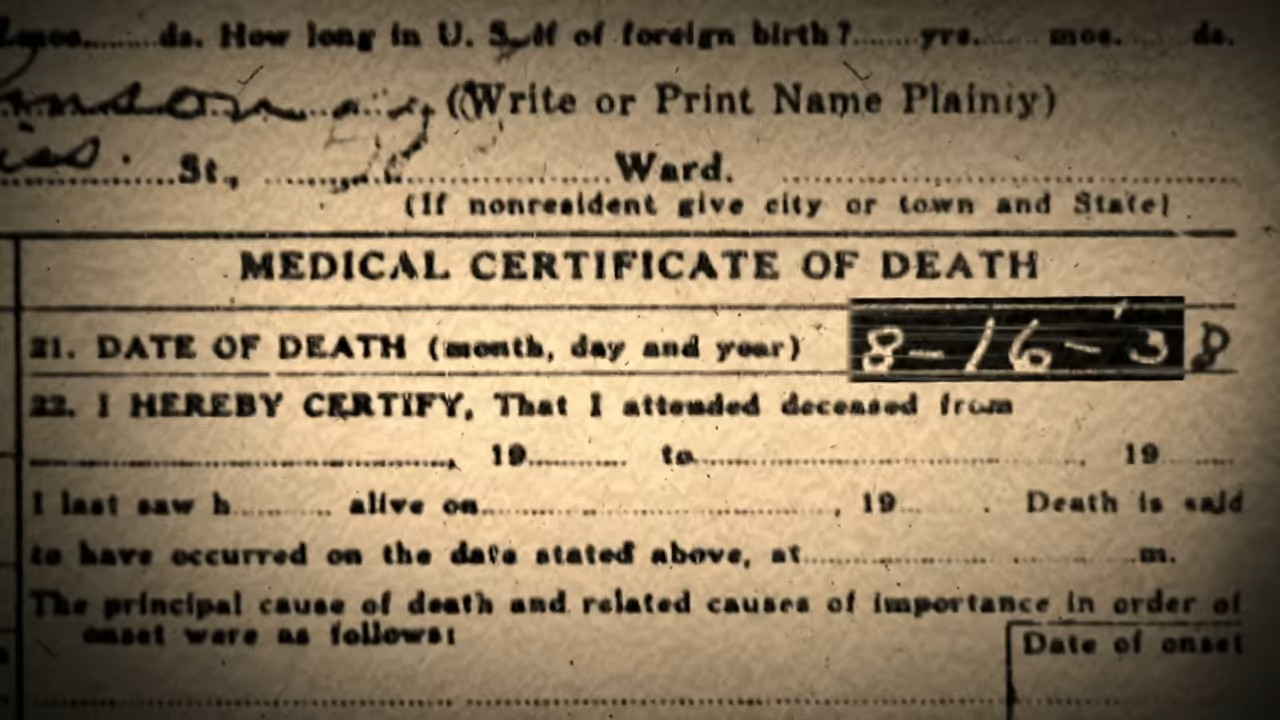 ds. How long in U. S. if of foreign birth? yrs. mos. ds.
(Write or Print Name Plainly)
St., Ward.
(If nonresident give city or town and State)
MEDICAL CERTIFICATE OF DEATH
21. DATE OF DEATH (month, day and year) 8-16-38
22. I HEREBY CERTIFY, That I attended deceased from
, 19 to , 19
I last saw h alive on , 19 . Death is said
to have occurred on the date stated above, at m.
The principal cause of death and related causes of importance in order of
onset were as follows:
Date of onset